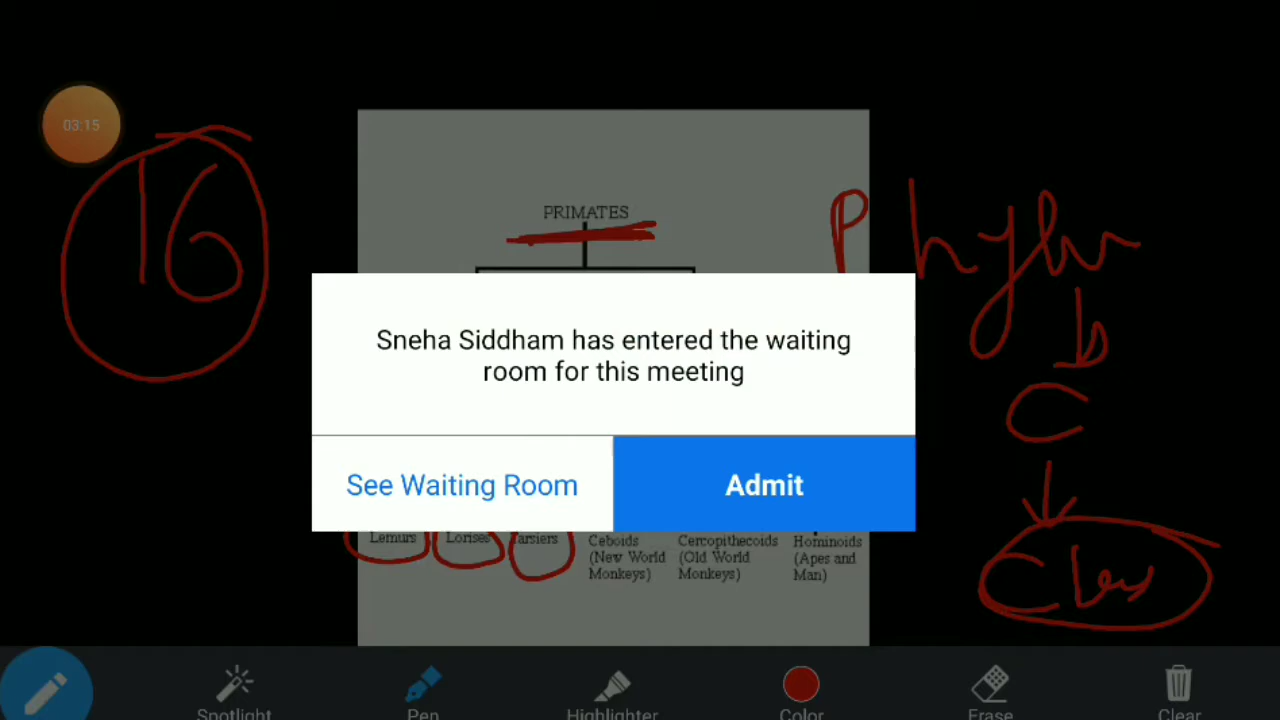 03:15
16
PRIMATES
Sneha Siddham has entered the waiting
room for this meeting
See Waiting Room
Admit
C
Lemurs
Lorises
Tarsiers
Ceboids
(New World
Monkeys)
Cercopithecoids
(Old World
Monkeys)
Hominoids
(Apes and
Man)
Spotlight
Pen
Highlighter
Color
Erase
Clear